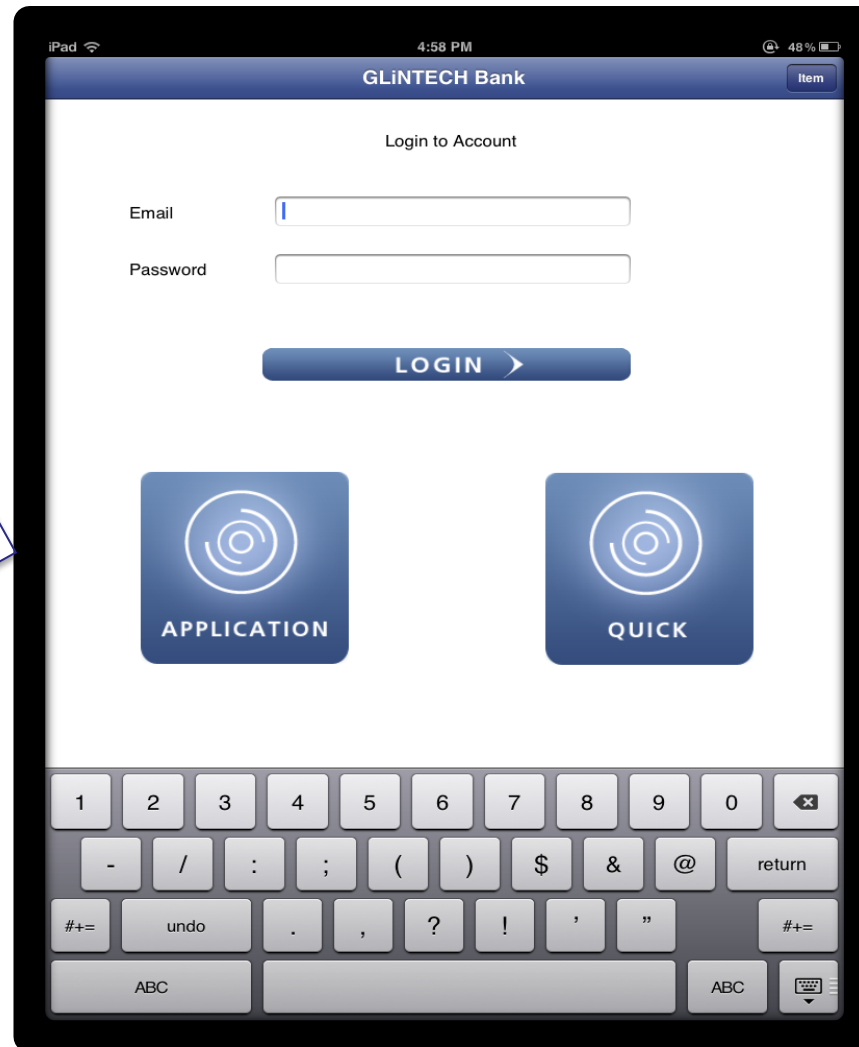 iPad 4:58 PM 48%
GLiNTECH Bank Item
Login to Account
Email
Password
LOGIN
APPLICATION QUICK
1 2 3 4 5 6 7 8 9 0
- / : ; ( ) $ & @ return
#+= undo . , ? ! ’ ” #+=
ABC ABC